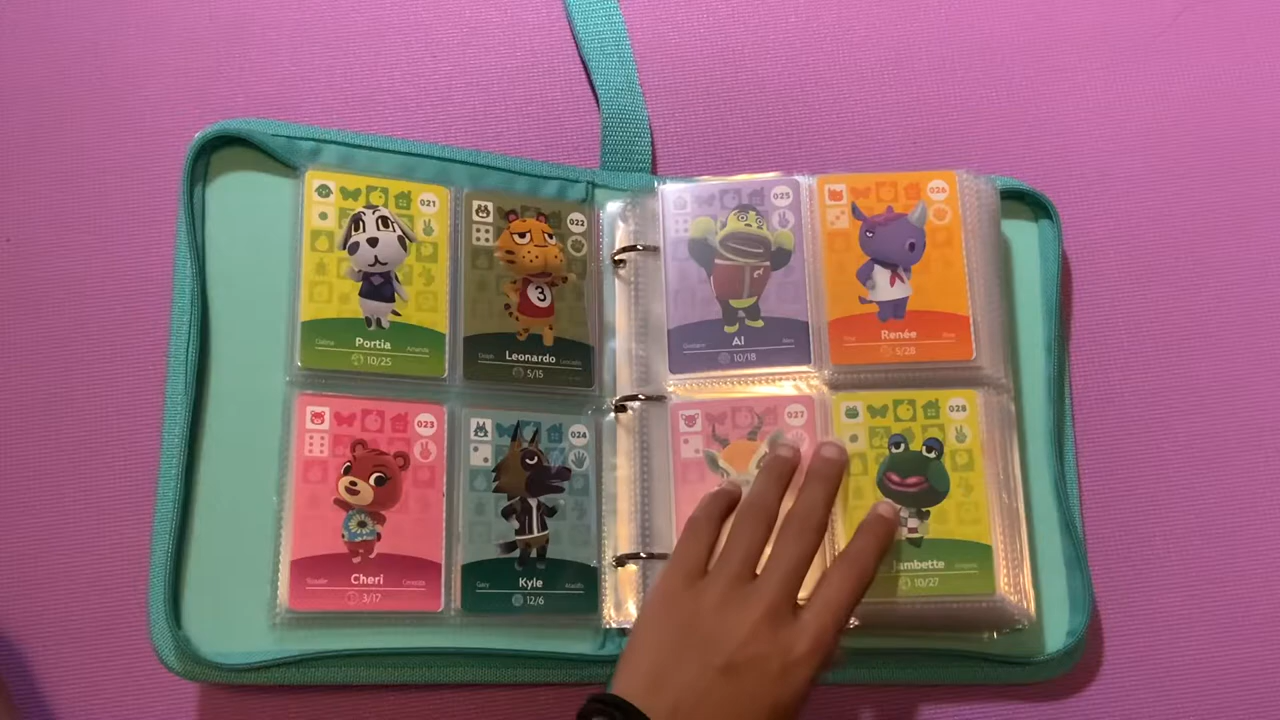 021
Portia
10/25
022
Leonardo
5/15
023
Cheri
3/17
024
Kyle
12/6
025
Al
10/18
026
Renée
5/28
027
028
Jambette
10/27
3